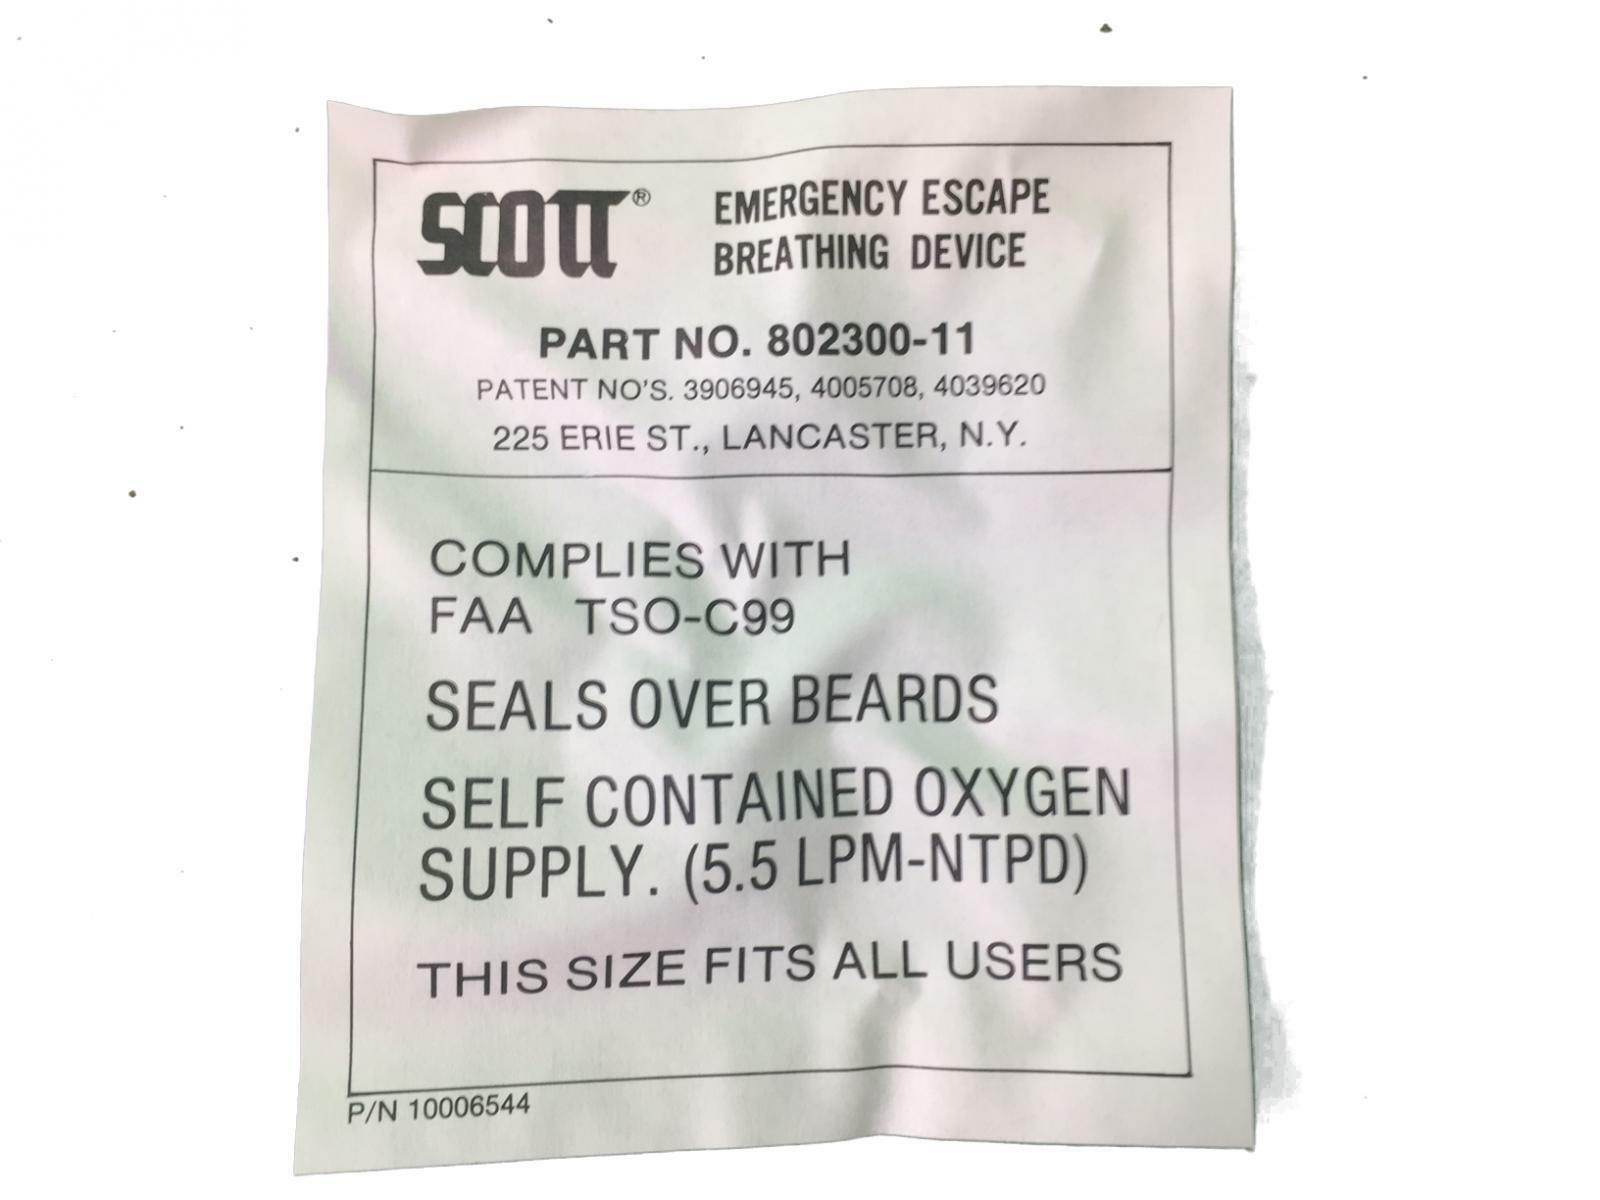 SCOTT® EMERGENCY ESCAPE
BREATHING DEVICE
PART NO. 802300-11
PATENT NO'S. 3906945, 4005708, 4039620
225 ERIE ST., LANCASTER, N.Y.
COMPLIES WITH
FAA TSO-C99
SEALS OVER BEARDS
SELF CONTAINED OXYGEN
SUPPLY. (5.5 LPM-NTPD)
THIS SIZE FITS ALL USERS
P/N 10006544